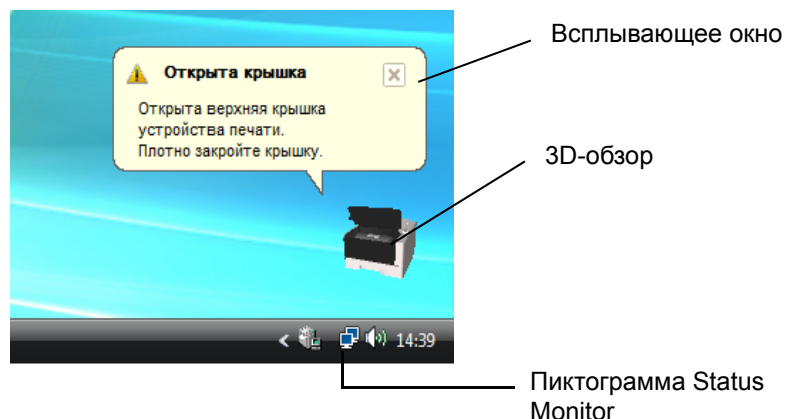 Всплывающее окно
Открыта крышка
Открыта верхняя крышка
устройства печати.
Плотно закройте крышку.
3D-обзор
14:39
Пиктограмма Status
Monitor